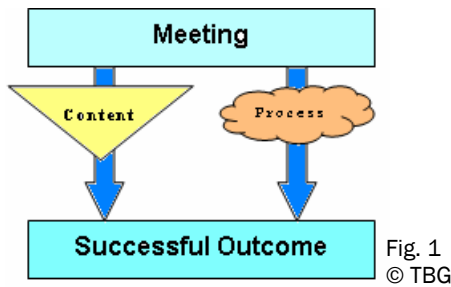 Meeting
Content
Process
Successful Outcome
Fig. 1
© TBG